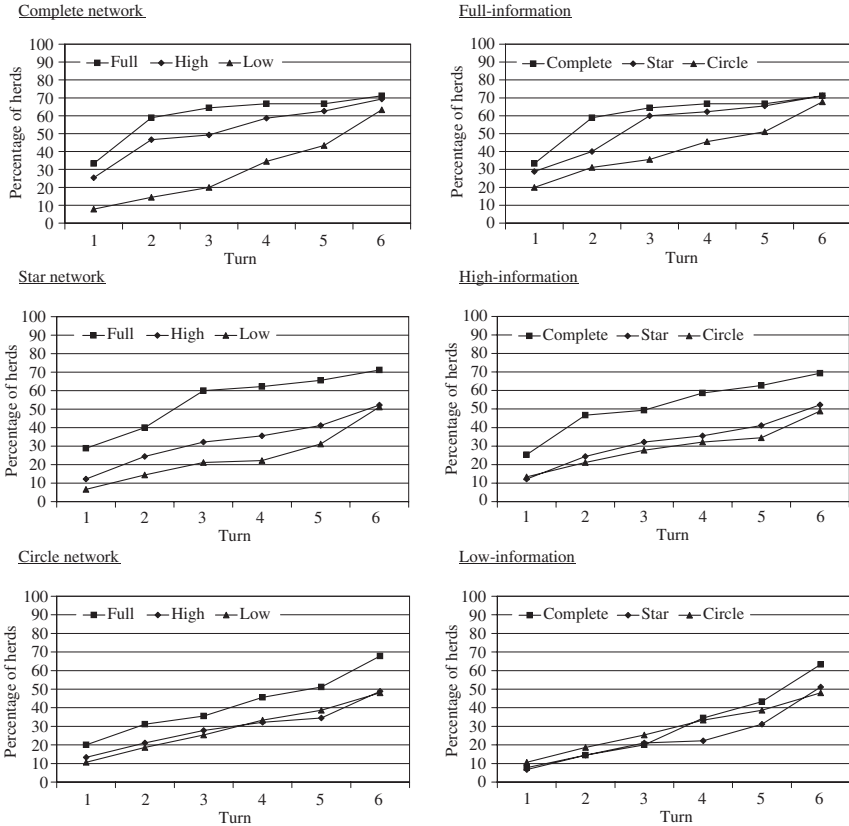 Complete network
100
90
80
70
60
50
40
30
20
10
0
Percentage of herds
Full High Low
1 2 3 4 5 6
Turn
Full-information
100
90
80
70
60
50
40
30
20
10
0
Percentage of herds
Complete Star Circle
1 2 3 4 5 6
Turn
Star network
100
90
80
70
60
50
40
30
20
10
0
Percentage of herds
Full High Low
1 2 3 4 5 6
Turn
High-information
100
90
80
70
60
50
40
30
20
10
0
Percentage of herds
Complete Star Circle
1 2 3 4 5 6
Turn
Circle network
100
90
80
70
60
50
40
30
20
10
0
Percentage of herds
Full High Low
1 2 3 4 5 6
Turn
Low-information
100
90
80
70
60
50
40
30
20
10
0
Percentage of herds
Complete Star Circle
1 2 3 4 5 6
Turn